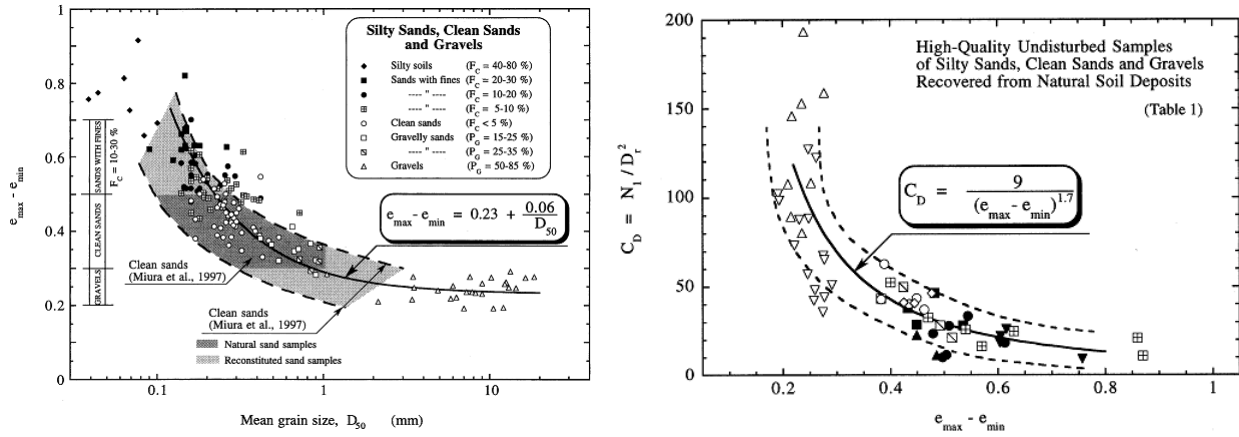 Silty Sands, Clean Sands
and Gravels
Silty soils (F_C = 40-80 %)
Sands with fines (F_C = 20-30 %)
---- " ---- (F_C = 10-20 %)
---- " ---- (F_C = 5-10 %)
Clean sands (F_C < 5 %)
Gravelly sands (P_G = 15-25 %)
---- " ---- (P_G = 25-35 %)
Gravels (P_G = 50-85 %)
1
0.8
0.6
0.4
0.2
0
e_max - e_min
SANDS WITH FINES
F_C = 10-30 %
CLEAN SANDS
GRAVELS
e_max - e_min = 0.23 + 0.06 / D_50
Clean sands
(Miura et al., 1997)
Clean sands
(Miura et al., 1997)
Natural sand samples
Reconstituted sand samples
0.1 1 10
Mean grain size, D_50 (mm)
200
150
100
50
0
C_D = N_1 / D_r^2
High-Quality Undisturbed Samples
of Silty Sands, Clean Sands and Gravels
Recovered from Natural Soil Deposits
(Table 1)
C_D = 9 / (e_max - e_min)^1.7
0.2 0.4 0.6 0.8 1
e_max - e_min